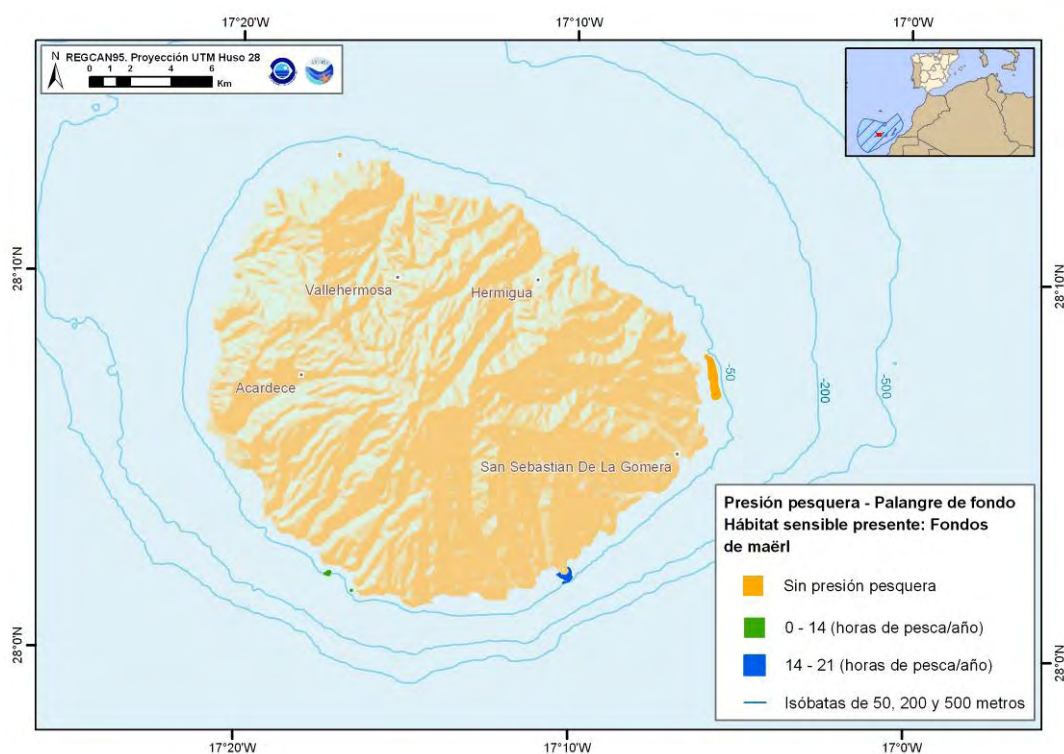 17°20'W
17°10'W
17°0'W
N
REGCAN95. Proyección UTM Huso 28
0 1 2 4 6
Km
28°10'N
28°10'N
Vallehermosa
Hermigua
Acardece
-50
-200
-500
San Sebastian De La Gomera
Presión pesquera - Palangre de fondo
Hábitat sensible presente: Fondos
de maërl
Sin presión pesquera
0 - 14 (horas de pesca/año)
14 - 21 (horas de pesca/año)
Isóbatas de 50, 200 y 500 metros
28°0'N
28°0'N
17°20'W
17°10'W
17°0'W